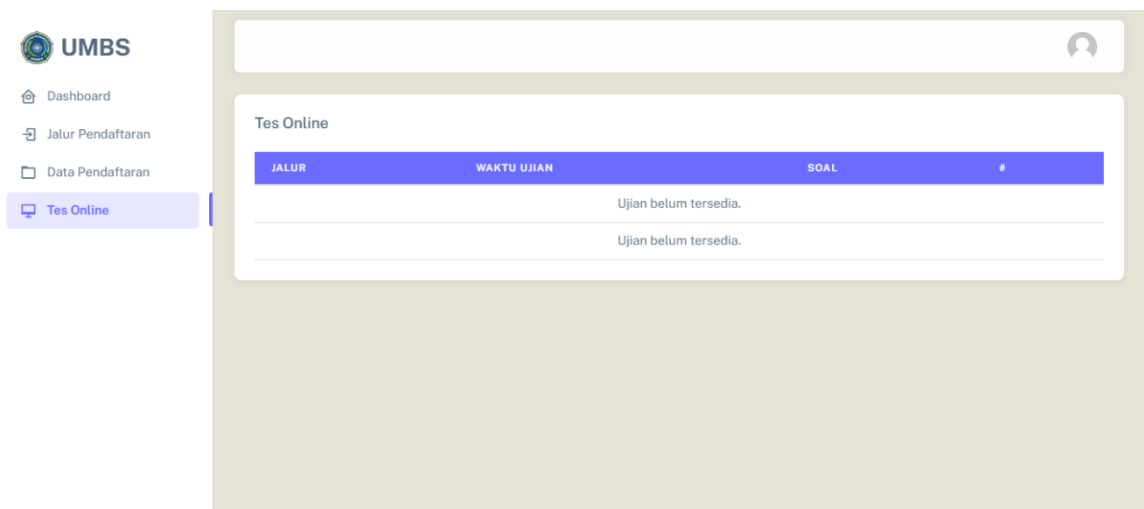 UMBS
Dashboard
Jalur Pendaftaran
Data Pendaftaran
Tes Online
Tes Online
JALUR WAKTU UJIAN SOAL #
Ujian belum tersedia.
Ujian belum tersedia.